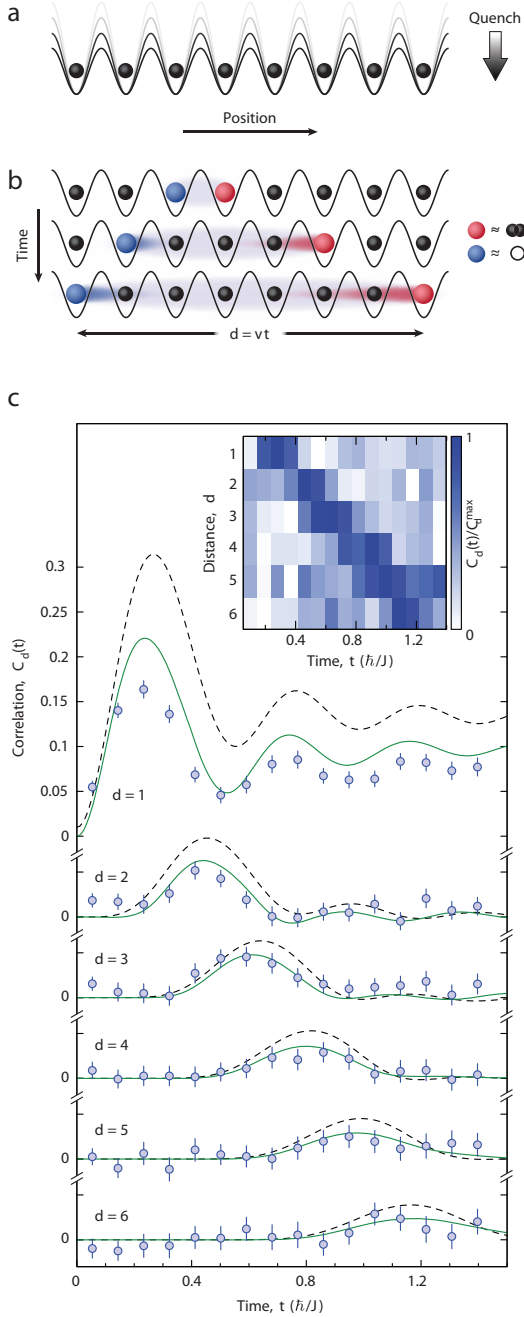 a
Quench
Position
b
Time
≈
≈
d = vt
c
Correlation, C_d(t)
0.3
0.25
0.2
0.15
0.1
0.05
0
d = 1
Distance, d
1
2
3
4
5
6
0.4 0.8 1.2
Time, t (ħ/J)
1
0
C_d(t)/C_d^max
d = 2
0
d = 3
0
d = 4
0
d = 5
0
d = 6
0
0 0.4 0.8 1.2
Time, t (ħ/J)